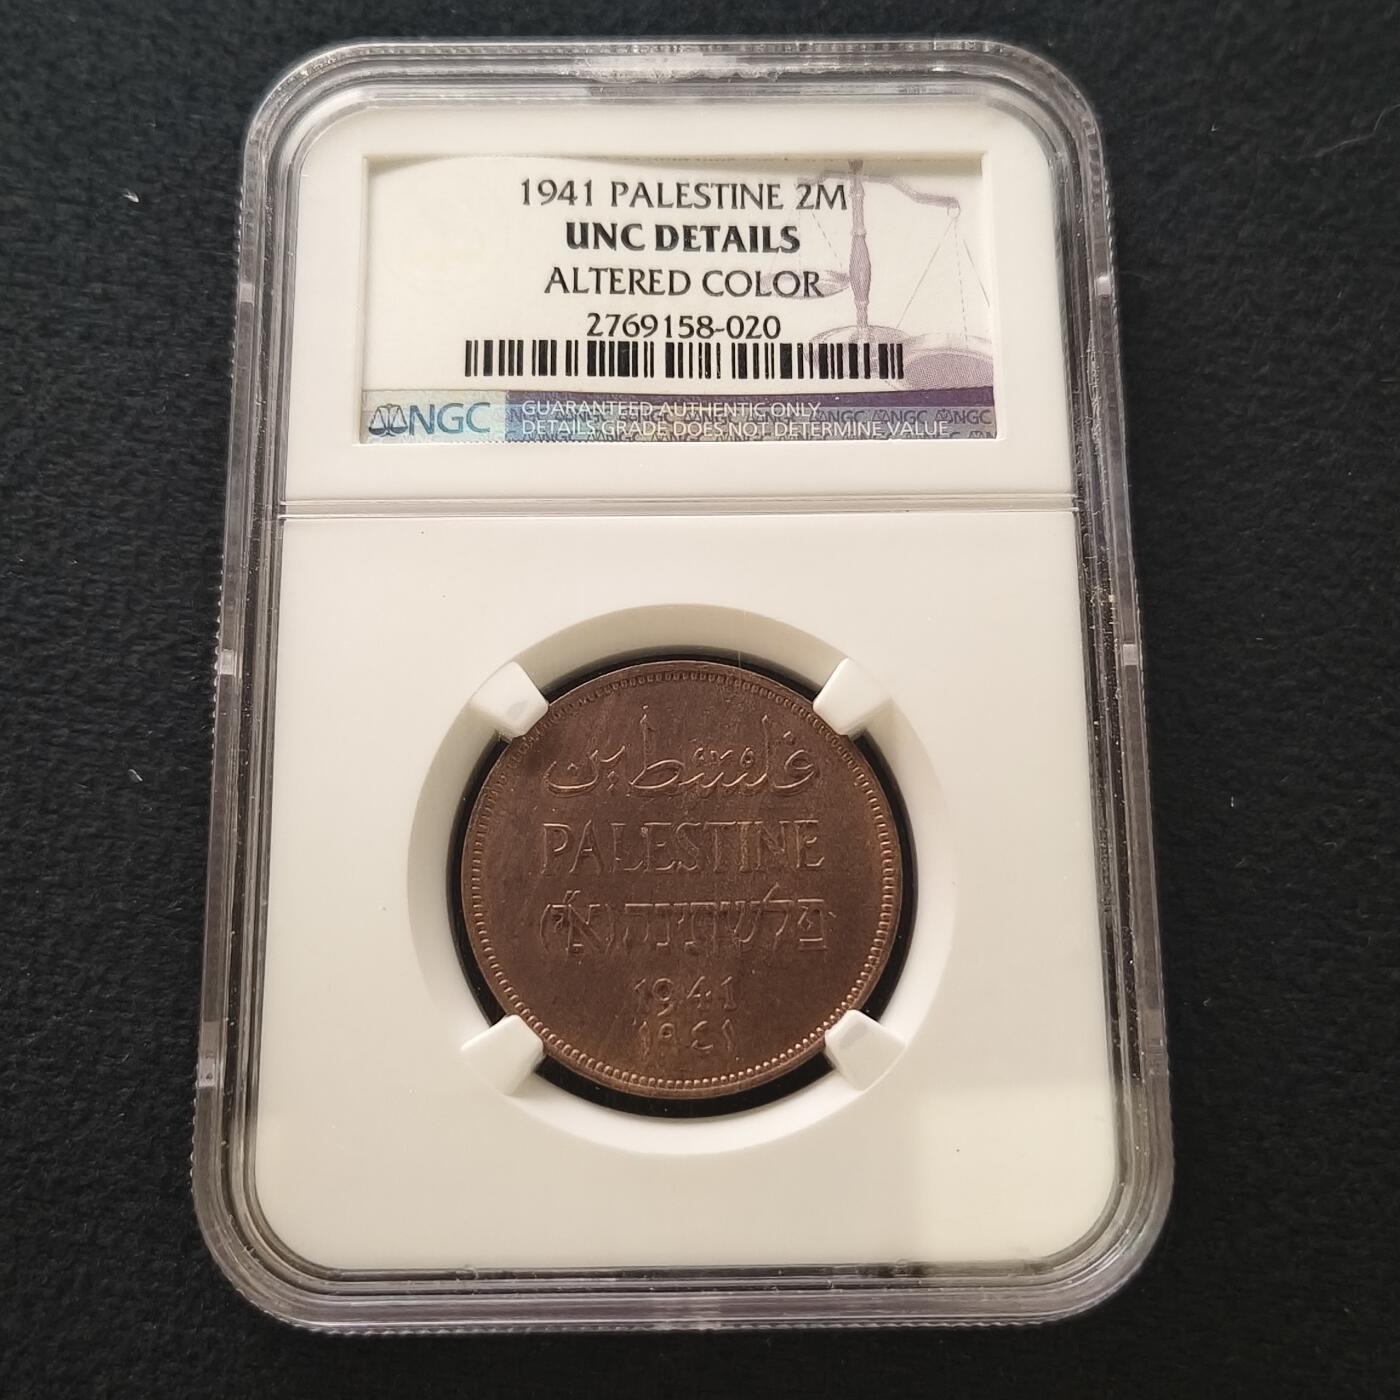 1941 PALESTINE 2M
UNC DETAILS
ALTERED COLOR
2769158-020
NGC GUARANTEED AUTHENTIC ONLY
DETAILS GRADE DOES NOT DETERMINE VALUE
فلسطين
PALESTINE
פלשתינה (א״י)
1941
١٩٤١